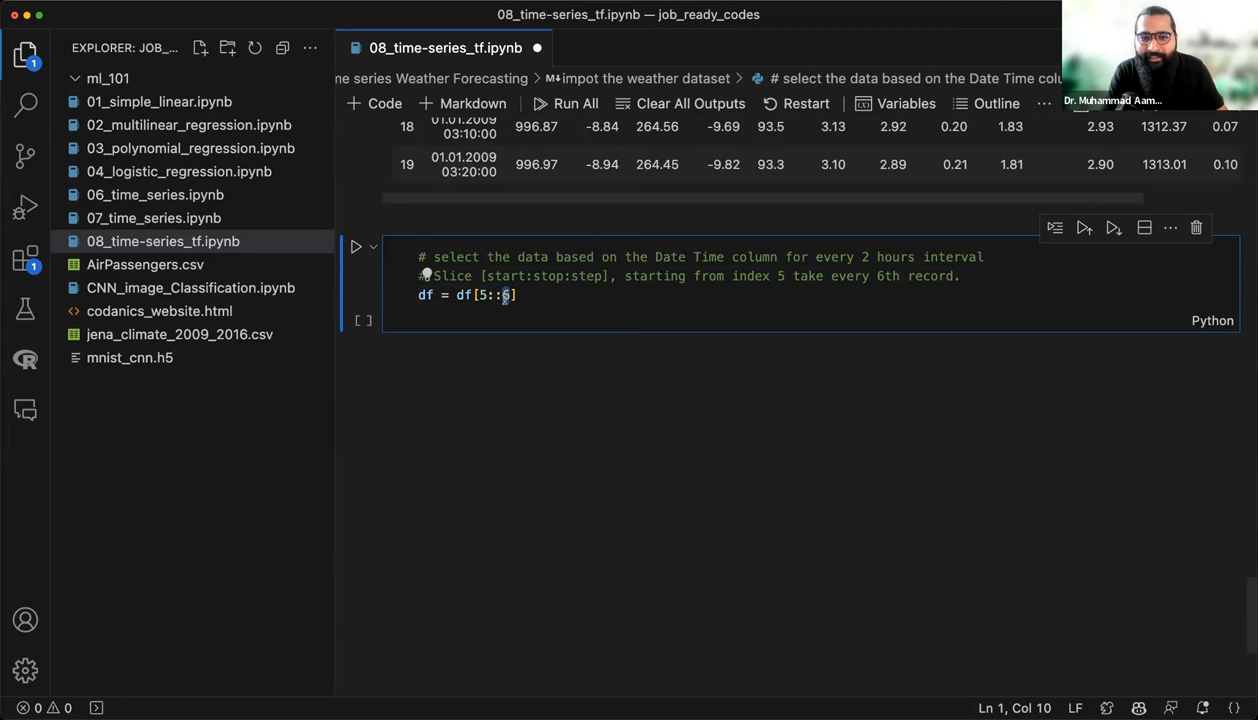 08_time-series_tf.ipynb — job_ready_codes
EXPLORER: JOB_...
1
ml_101
01_simple_linear.ipynb
02_multilinear_regression.ipynb
03_polynomial_regression.ipynb
04_logistic_regression.ipynb
06_time_series.ipynb
07_time_series.ipynb
08_time-series_tf.ipynb
AirPassengers.csv
CNN_image_Classification.ipynb
codanics_website.html
jena_climate_2009_2016.csv
mnist_cnn.h5
1
08_time-series_tf.ipynb
me series Weather Forecasting > M↓impot the weather dataset > # select the data based on the Date Time colu
Dr. Muhammad Aam...
+ Code + Markdown Run All Clear All Outputs Restart Variables Outline ...
18 01.01.2009 03:10:00 996.87 -8.84 264.56 -9.69 93.5 3.13 2.92 0.20 1.83 2.93 1312.37 0.07
19 01.01.2009 03:20:00 996.97 -8.94 264.45 -9.82 93.3 3.10 2.89 0.21 1.81 2.90 1313.01 0.10
# select the data based on the Date Time column for every 2 hours interval
# Slice [start:stop:step], starting from index 5 take every 6th record.
df = df[5::6]
[ ]
Python
0 0
Ln 1, Col 10 LF {}